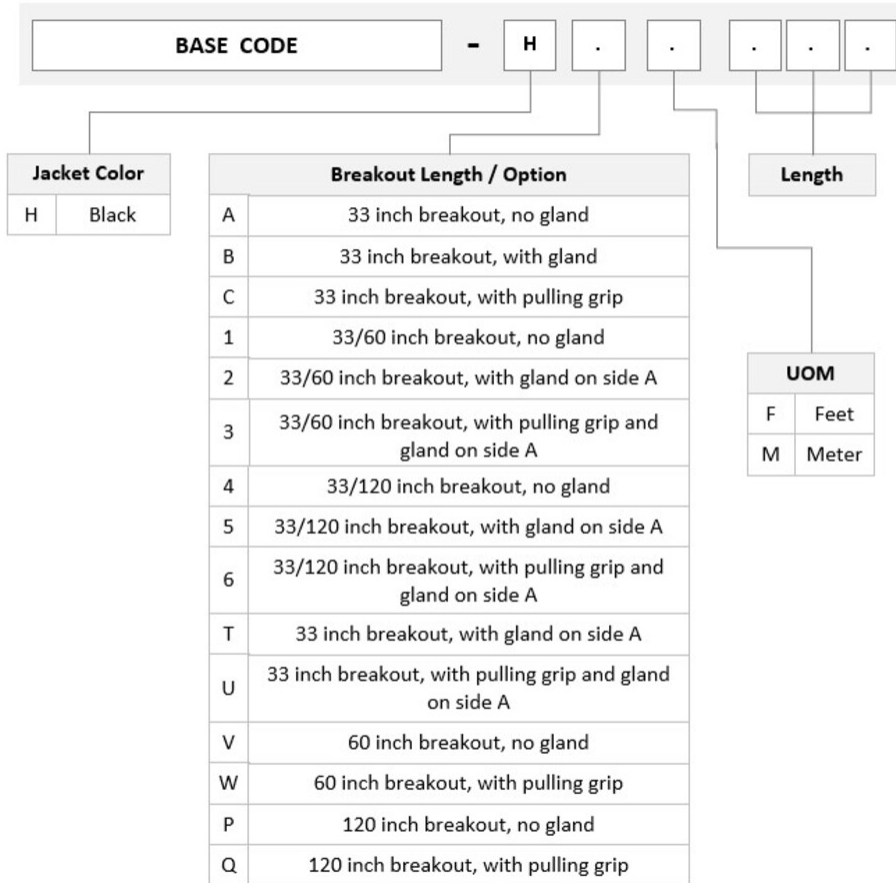 BASE CODE - H . . . . .
Jacket Color
H Black
Breakout Length / Option
A 33 inch breakout, no gland
B 33 inch breakout, with gland
C 33 inch breakout, with pulling grip
1 33/60 inch breakout, no gland
2 33/60 inch breakout, with gland on side A
3 33/60 inch breakout, with pulling grip and
gland on side A
4 33/120 inch breakout, no gland
5 33/120 inch breakout, with gland on side A
6 33/120 inch breakout, with pulling grip and
gland on side A
T 33 inch breakout, with gland on side A
U 33 inch breakout, with pulling grip and gland
on side A
V 60 inch breakout, no gland
W 60 inch breakout, with pulling grip
P 120 inch breakout, no gland
Q 120 inch breakout, with pulling grip
Length
UOM
F Feet
M Meter